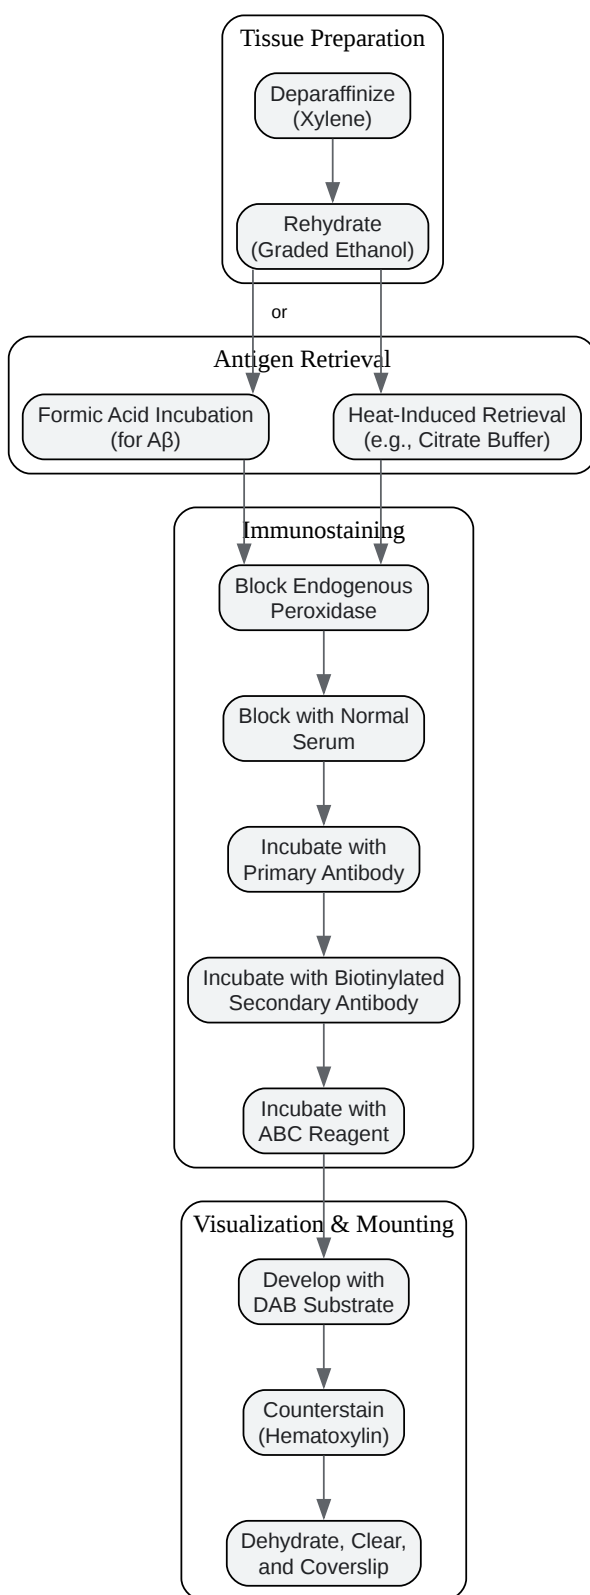 Tissue Preparation
Deparaffinize
(Xylene)
Rehydrate
(Graded Ethanol)
or
Antigen Retrieval
Formic Acid Incubation
(for Aβ)
Heat-Induced Retrieval
(e.g., Citrate Buffer)
Immunostaining
Block Endogenous
Peroxidase
Block with Normal
Serum
Incubate with
Primary Antibody
Incubate with Biotinylated
Secondary Antibody
Incubate with
ABC Reagent
Visualization & Mounting
Develop with
DAB Substrate
Counterstain
(Hematoxylin)
Dehydrate, Clear,
and Coverslip